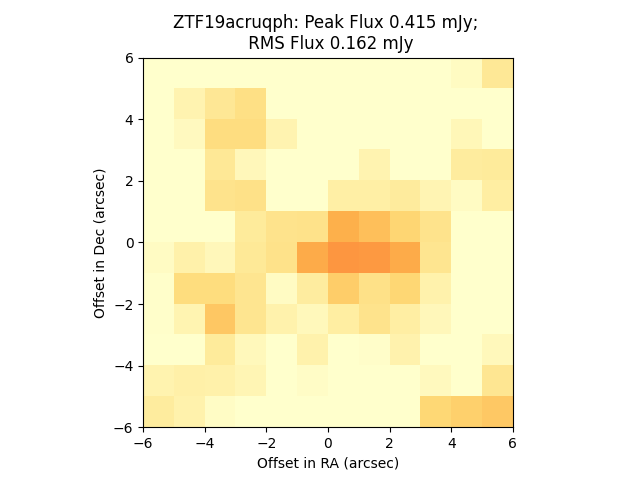 ZTF19acruqph: Peak Flux 0.415 mJy;
RMS Flux 0.162 mJy
6
4
2
0
−2
−4
−6
Offset in Dec (arcsec)
−6 −4 −2 0 2 4 6
Offset in RA (arcsec)